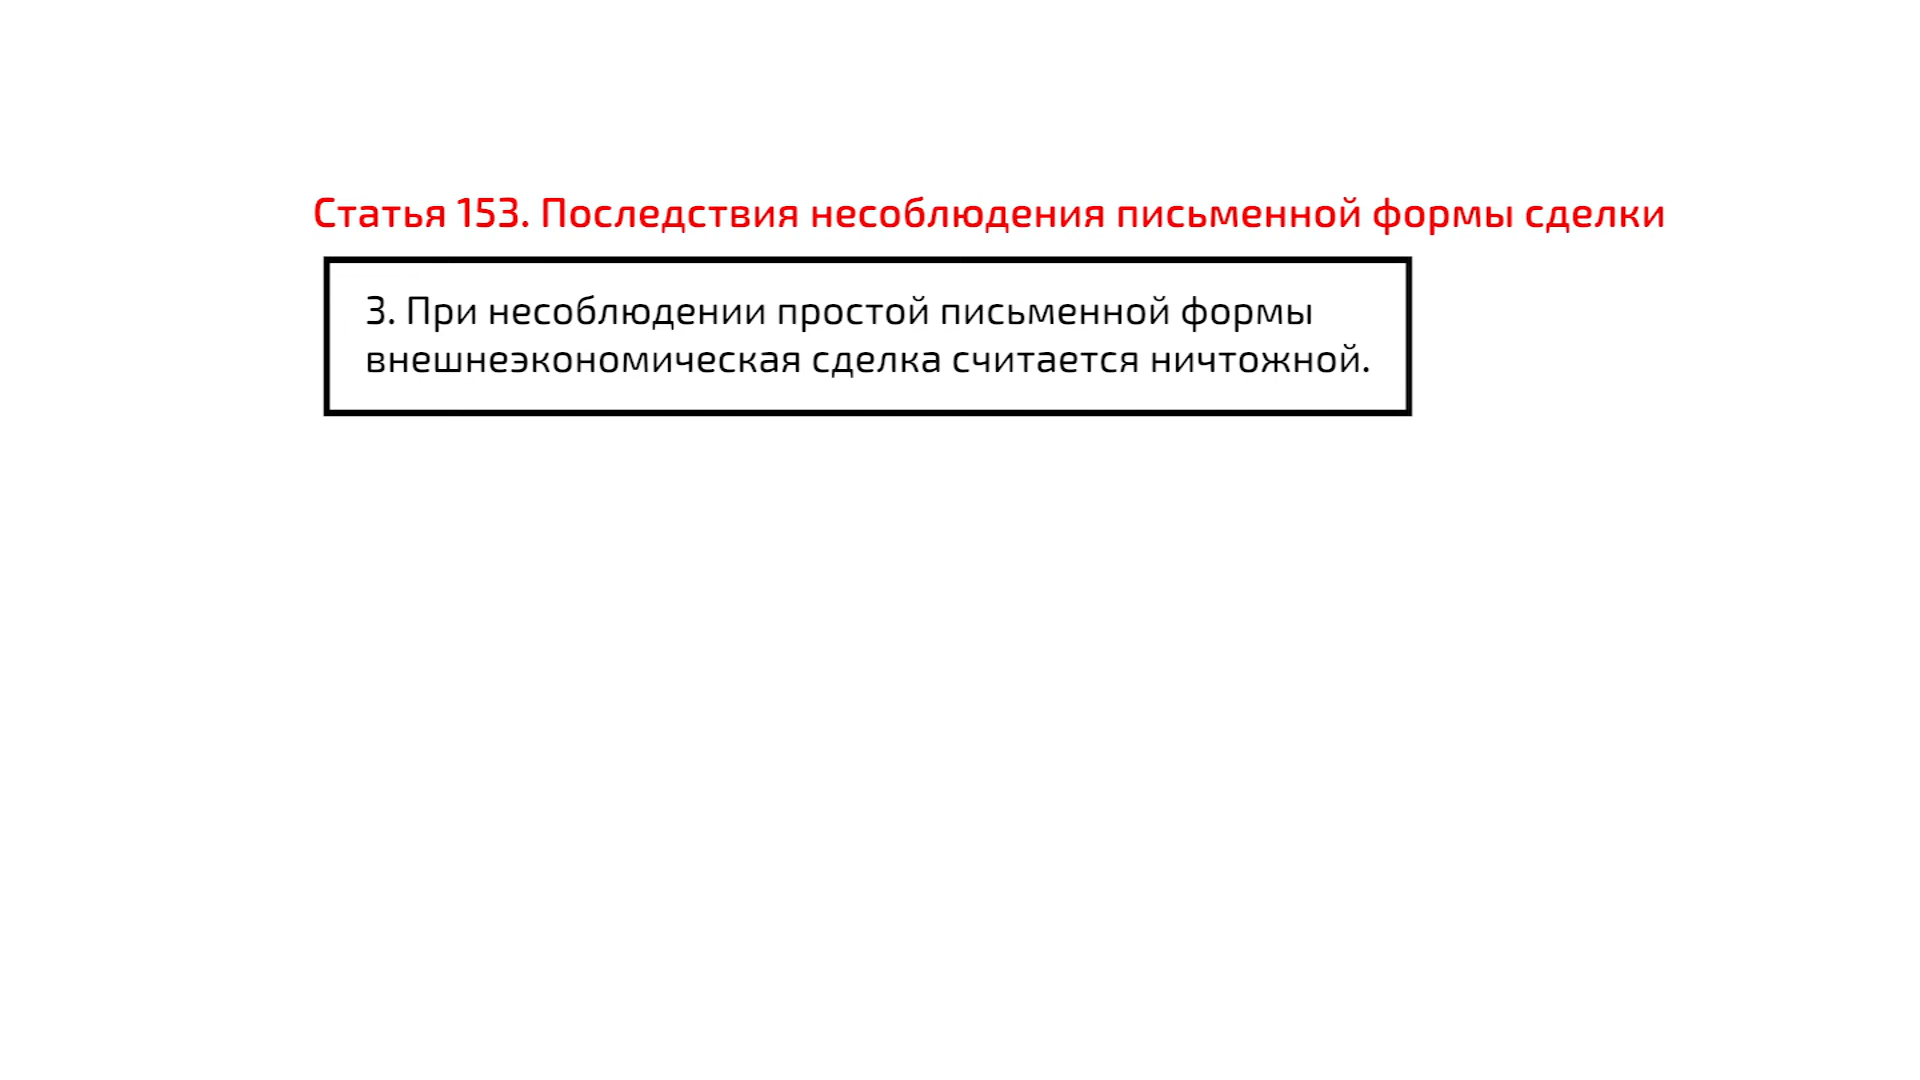 Статья 153. Последствия несоблюдения письменной формы сделки
3. При несоблюдении простой письменной формы
внешнеэкономическая сделка считается ничтожной.